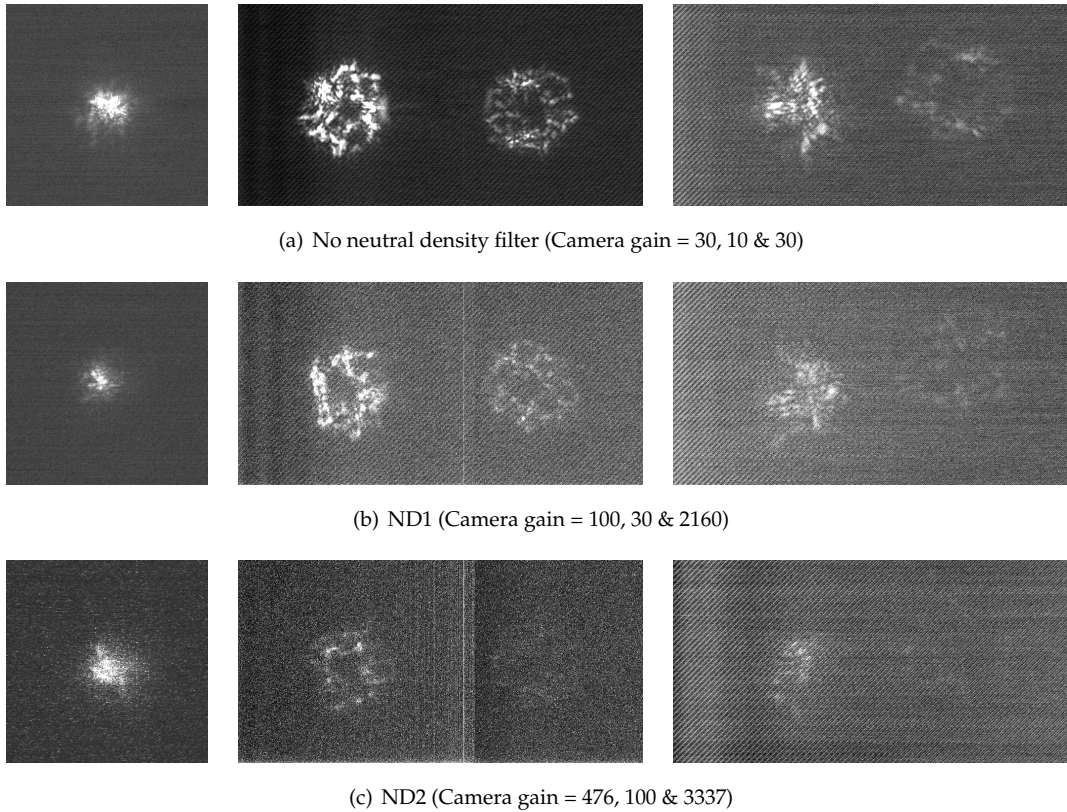 (a) No neutral density filter (Camera gain = 30, 10 & 30)
(b) ND1 (Camera gain = 100, 30 & 2160)
(c) ND2 (Camera gain = 476, 100 & 3337)